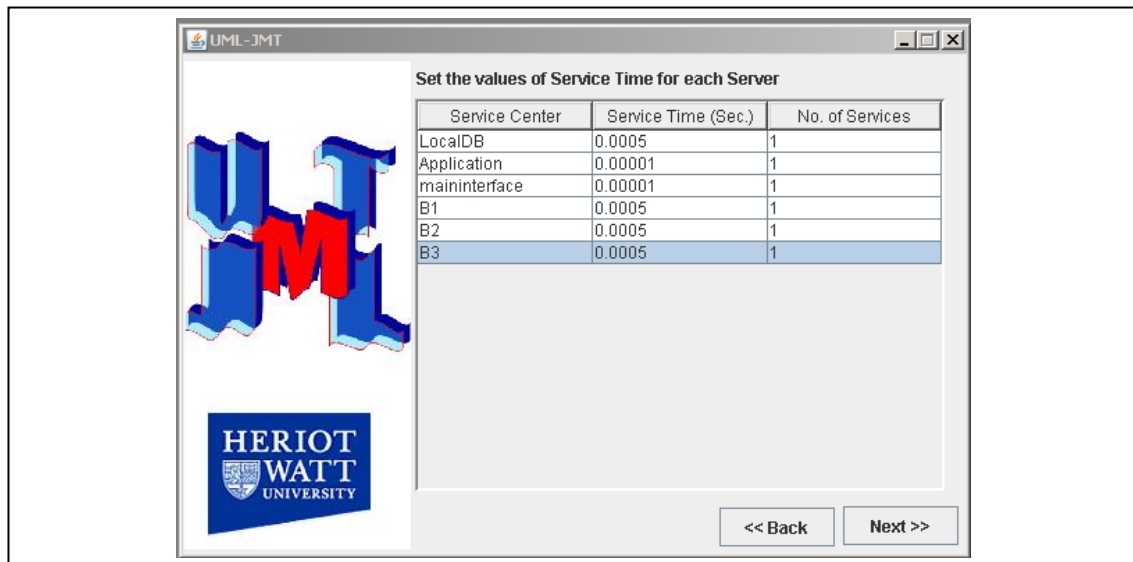 UML-JMT
Set the values of Service Time for each Server
Service Center Service Time (Sec.) No. of Services
LocalDB 0.0005 1
Application 0.00001 1
maininterface 0.00001 1
B1 0.0005 1
B2 0.0005 1
B3 0.0005 1
U T
M
J L
HERIOT
WATT
UNIVERSITY
<< Back Next >>